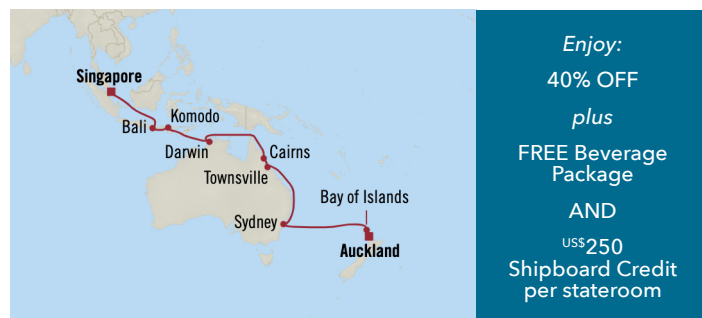 Singapore
Komodo
Bali
Darwin
Cairns
Townsville
Bay of Islands
Sydney
Auckland
Enjoy:
40% OFF
plus
FREE Beverage
Package
AND
US$250
Shipboard Credit
per stateroom